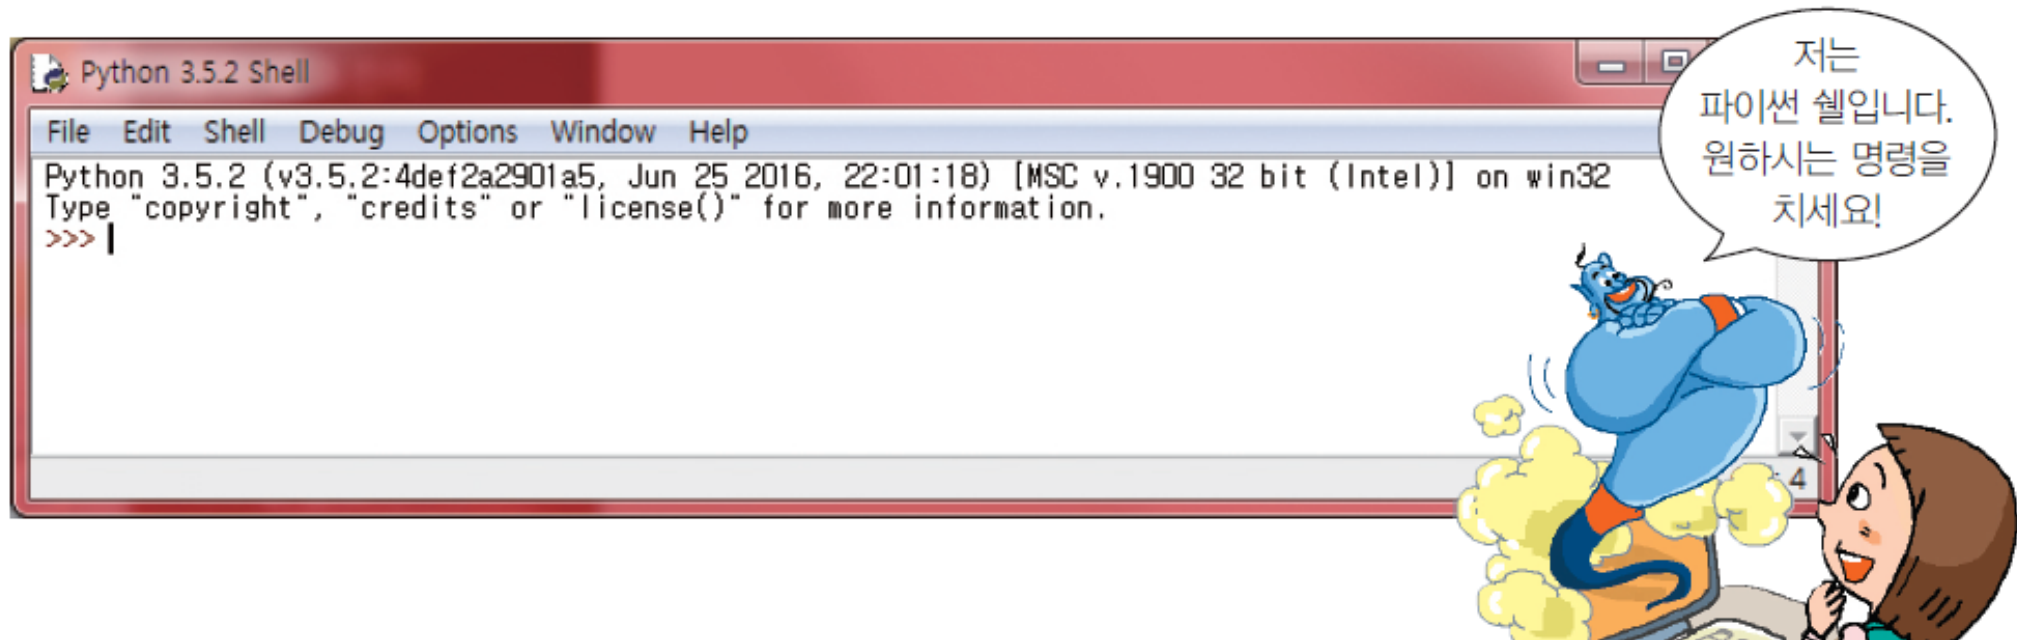 Python 3.5.2 Shell
File Edit Shell Debug Options Window Help
Python 3.5.2 (v3.5.2:4def2a2901a5, Jun 25 2016, 22:01:18) [MSC v.1900 32 bit (Intel)] on win32
Type "copyright", "credits" or "license()" for more information.
>>>
저는
파이썬 쉘입니다.
원하시는 명령을
치세요!
4